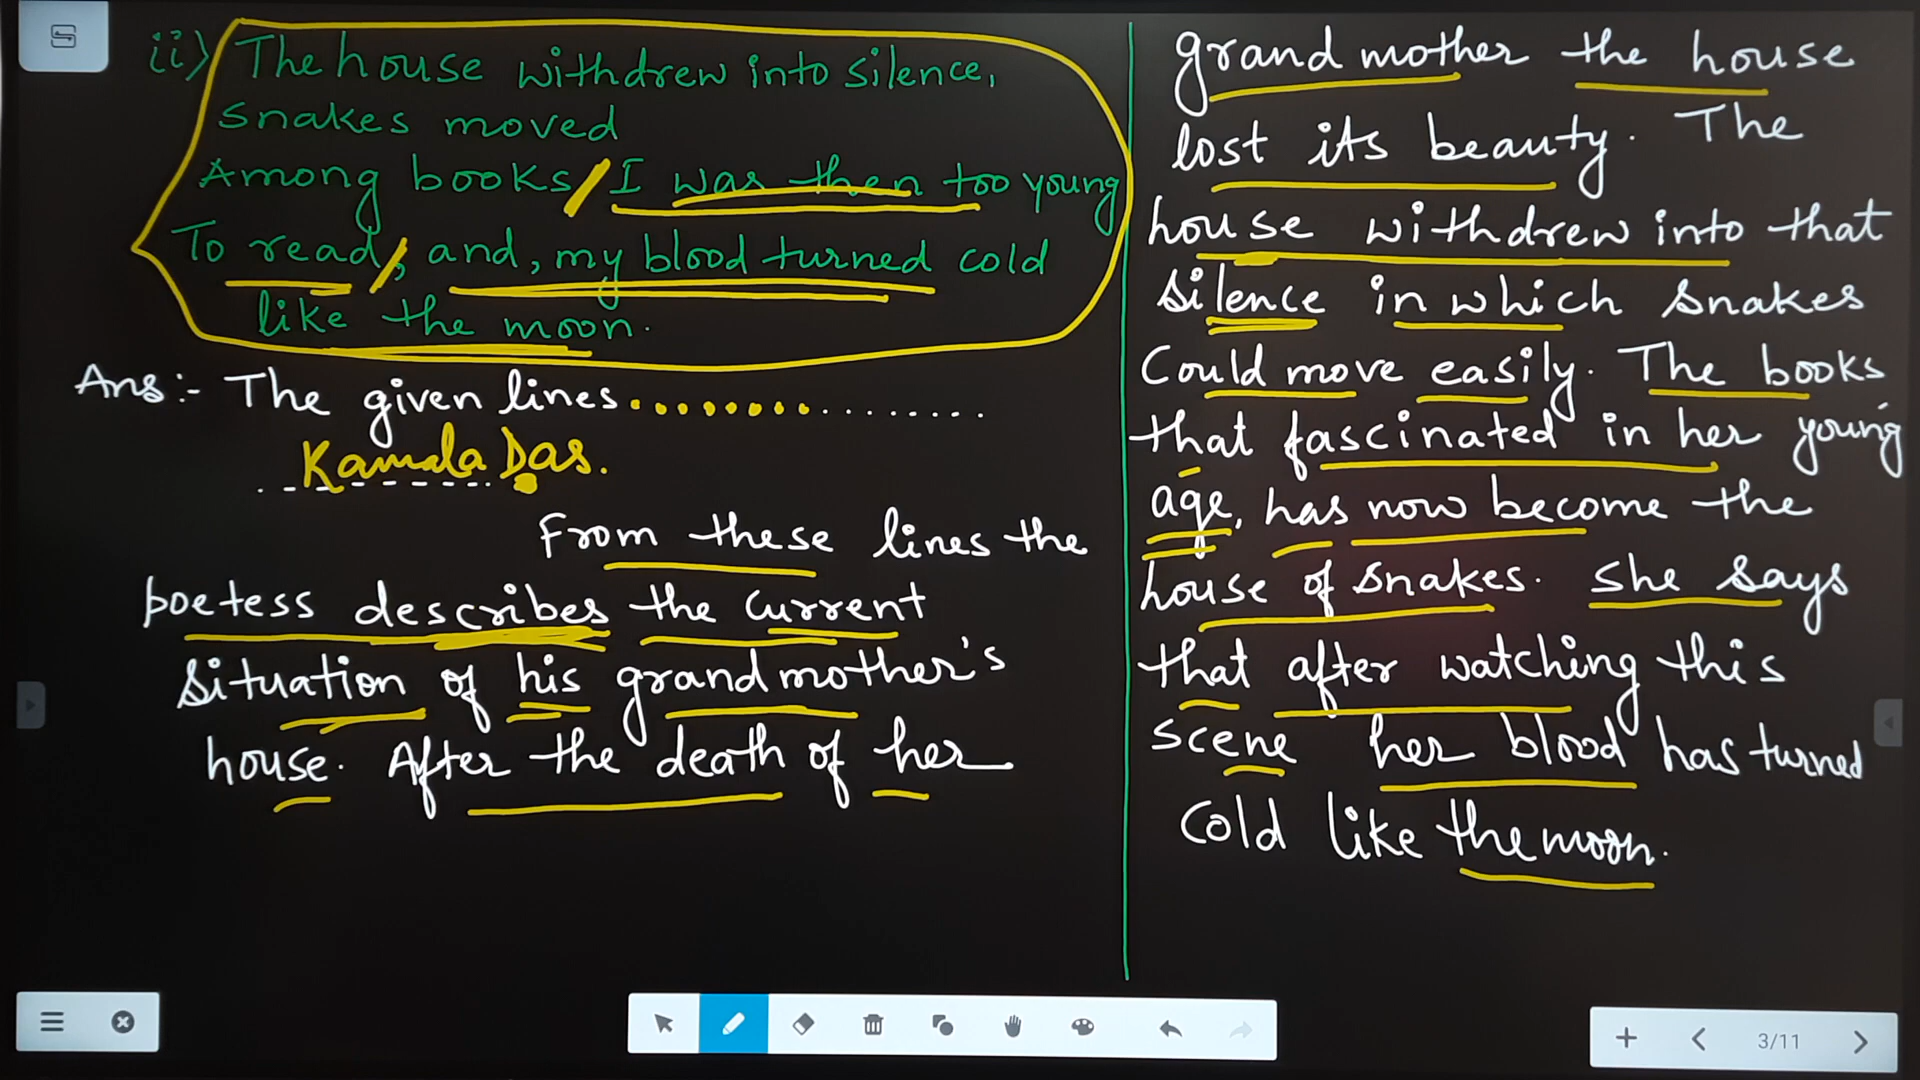 ii) The house withdrew into silence,
snakes moved
Among books / I was then too young
To read, / and, my blood turned cold
like the moon.
Ans :- The given lines.................
Kamala Das.
From these lines the
poetess describes the current
situation of his grandmother's
house. After the death of her
grand mother the house
lost its beauty. The
house withdrew into that
silence in which snakes
Could move easily. The books
that fascinated in her young
age, has now become the
house of snakes. She says
that after watching this
scene her blood has turned
cold like the moon.
3/11